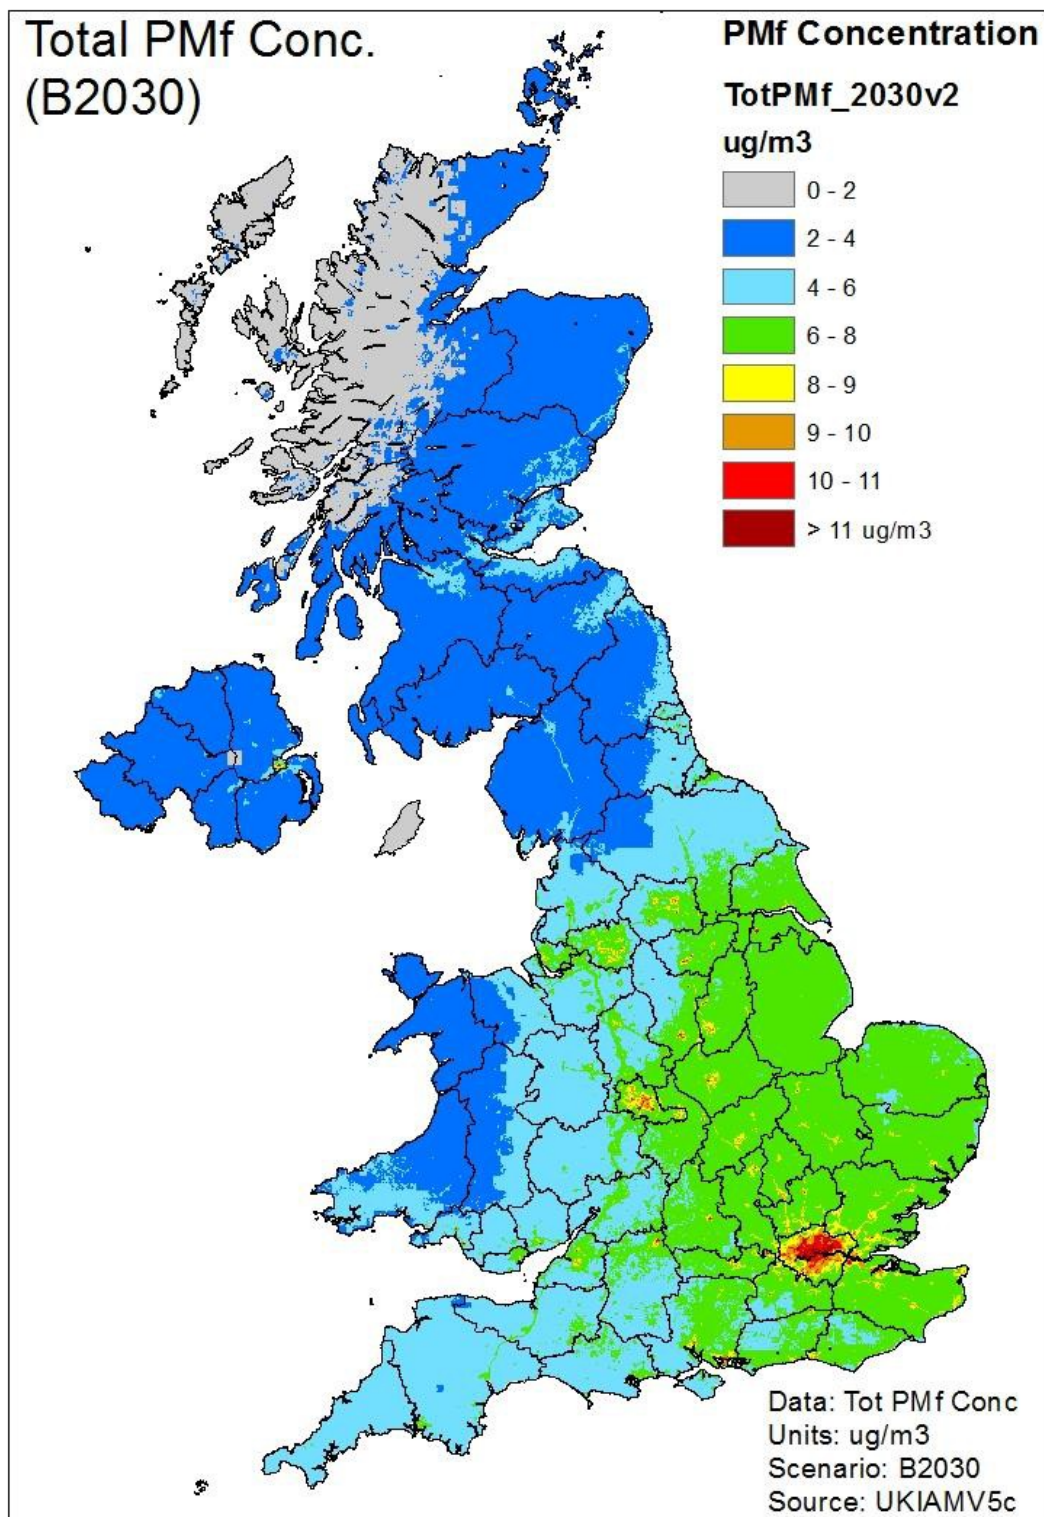 Total PMf Conc.
(B2030)
PMf Concentration
TotPMf_2030v2
ug/m3
0 - 2
2 - 4
4 - 6
6 - 8
8 - 9
9 - 10
10 - 11
> 11 ug/m3
Data: Tot PMf Conc
Units: ug/m3
Scenario: B2030
Source: UKIAMV5c